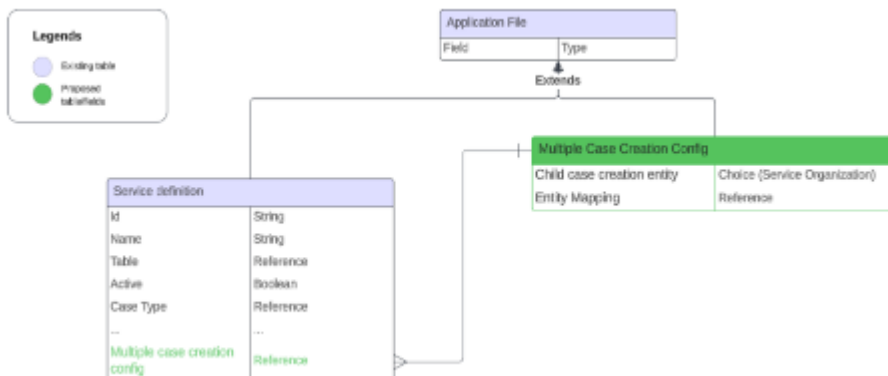 Legends
Existing table
Proposed
table/fields
Application File
Field Type
Extends
Multiple Case Creation Config
Child case creation entity Choice (Service Organization)
Entity Mapping Reference
Service definition
Id String
Name String
Table Reference
Active Boolean
Case Type Reference
... ...
Multiple case creation
config Reference